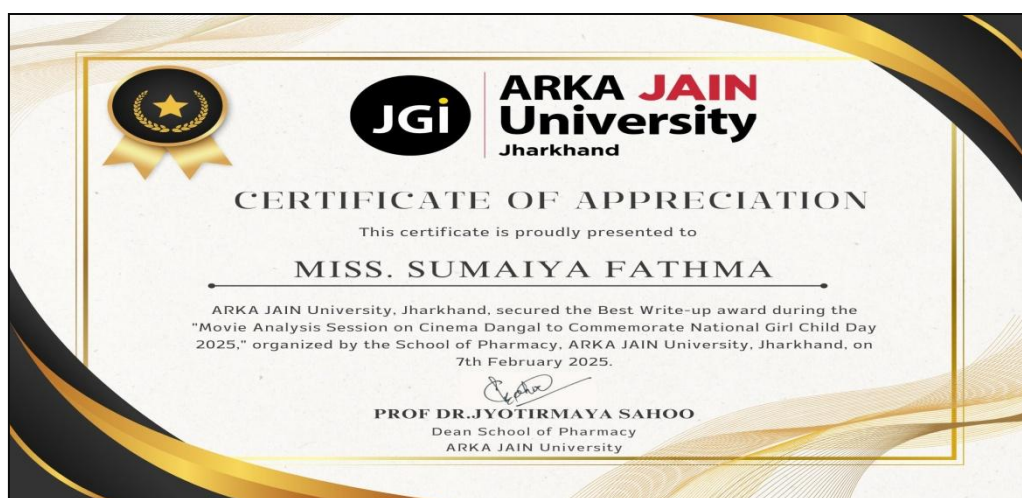 JGi
ARKA JAIN
University
Jharkhand
CERTIFICATE OF APPRECIATION
This certificate is proudly presented to
MISS. SUMAIYA FATHMA
ARKA JAIN University, Jharkhand, secured the Best Write-up award during the
"Movie Analysis Session on Cinema Dangal to Commemorate National Girl Child Day
2025," organized by the School of Pharmacy, ARKA JAIN University, Jharkhand, on
7th February 2025.
PROF DR.JYOTIRMAYA SAHOO
Dean School of Pharmacy
ARKA JAIN University